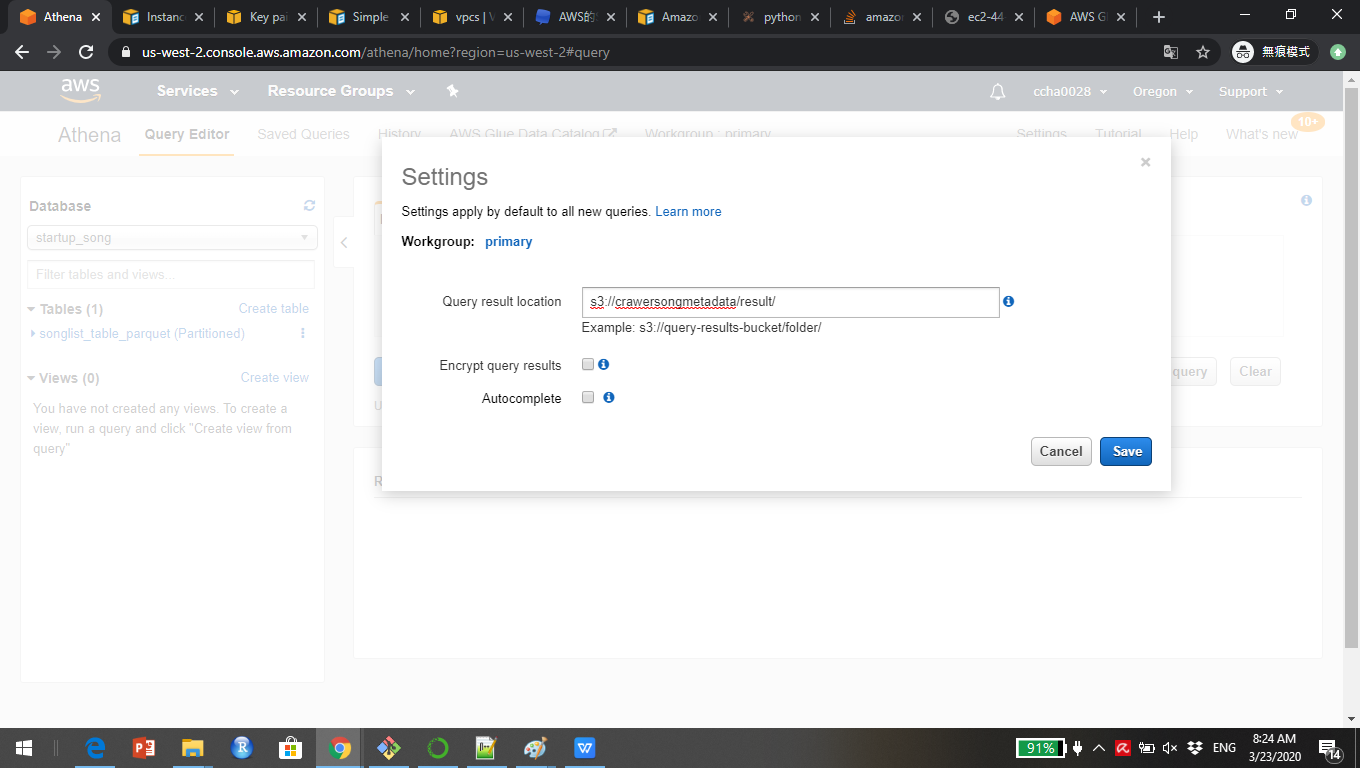 Athena
Instanc
Key pai
Simple
vpcs | V
AWS的
Amazo
python
amazon
ec2-44
AWS Gl
us-west-2.console.aws.amazon.com/athena/home?region=us-west-2#query
無痕模式
aws
Services
Resource Groups
ccha0028
Oregon
Support
Athena
Query Editor
Saved Queries
History
AWS Glue Data Catalog
Workgroup : primary
Settings
Tutorial
Help
What's new
10+
Settings
Settings apply by default to all new queries. Learn more
Workgroup: primary
Query result location
s3://crawersongmetadata/result/
Example: s3://query-results-bucket/folder/
Encrypt query results
Autocomplete
Cancel
Save
Database
startup_song
Filter tables and views...
Tables (1)
Create table
songlist_table_parquet (Partitioned)
Views (0)
Create view
You have not created any views. To create a
view, run a query and click "Create view from
query"
query
Clear
91%
ENG
8:24 AM
3/23/2020
14